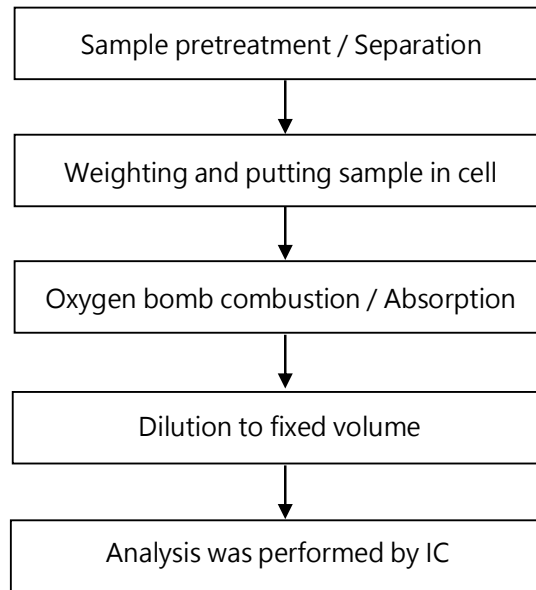 Sample pretreatment / Separation
Weighting and putting sample in cell
Oxygen bomb combustion / Absorption
Dilution to fixed volume
Analysis was performed by IC